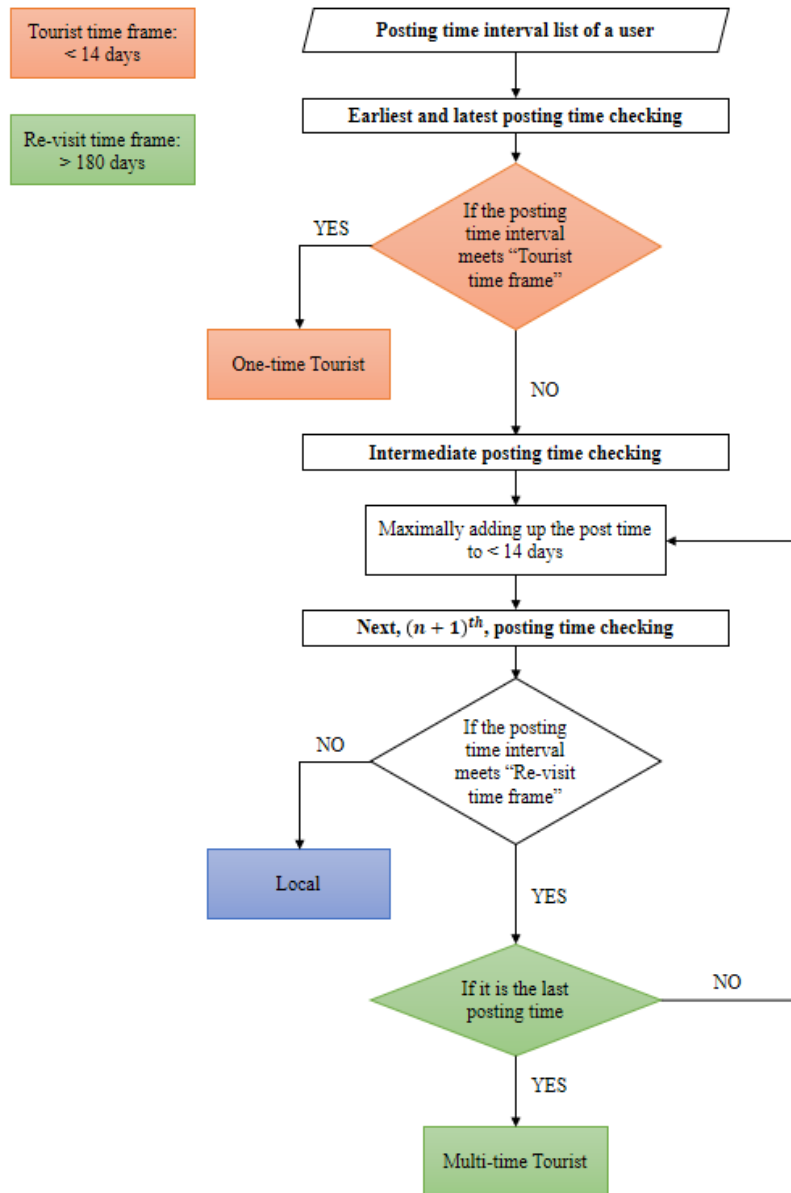 Tourist time frame:
< 14 days
Re-visit time frame:
> 180 days
Posting time interval list of a user
Earliest and latest posting time checking
If the posting
time interval
meets “Tourist
time frame”
YES
One-time Tourist
NO
Intermediate posting time checking
Maximally adding up the post time
to < 14 days
Next, (n + 1)^th, posting time checking
If the posting
time interval
meets “Re-visit
time frame”
NO
Local
YES
If it is the last
posting time
NO
YES
Multi-time Tourist